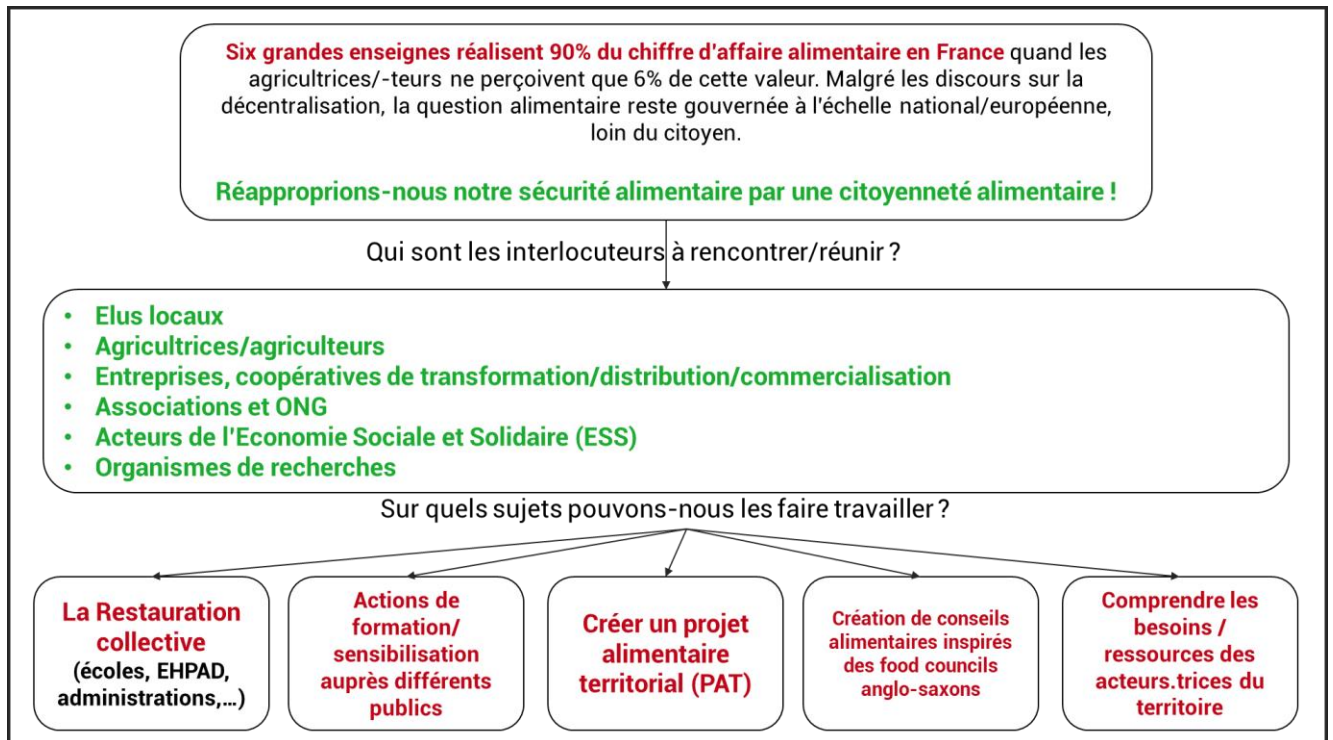 Six grandes enseignes réalisent 90% du chiffre d'affaire alimentaire en France quand les
agricultrices/-teurs ne perçoivent que 6% de cette valeur. Malgré les discours sur la
décentralisation, la question alimentaire reste gouvernée à l'échelle national/européenne,
loin du citoyen.
Réapproprions-nous notre sécurité alimentaire par une citoyenneté alimentaire !
Qui sont les interlocuteurs à rencontrer/réunir ?
• Elus locaux
• Agricultrices/agriculteurs
• Entreprises, coopératives de transformation/distribution/commercialisation
• Associations et ONG
• Acteurs de l'Economie Sociale et Solidaire (ESS)
• Organismes de recherches
Sur quels sujets pouvons-nous les faire travailler ?
La Restauration
collective
(écoles, EHPAD,
administrations,…)
Actions de
formation/
sensibilisation
auprès différents
publics
Créer un projet
alimentaire
territorial (PAT)
Création de conseils
alimentaires inspirés
des food councils
anglo-saxons
Comprendre les
besoins /
ressources des
acteurs.trices du
territoire